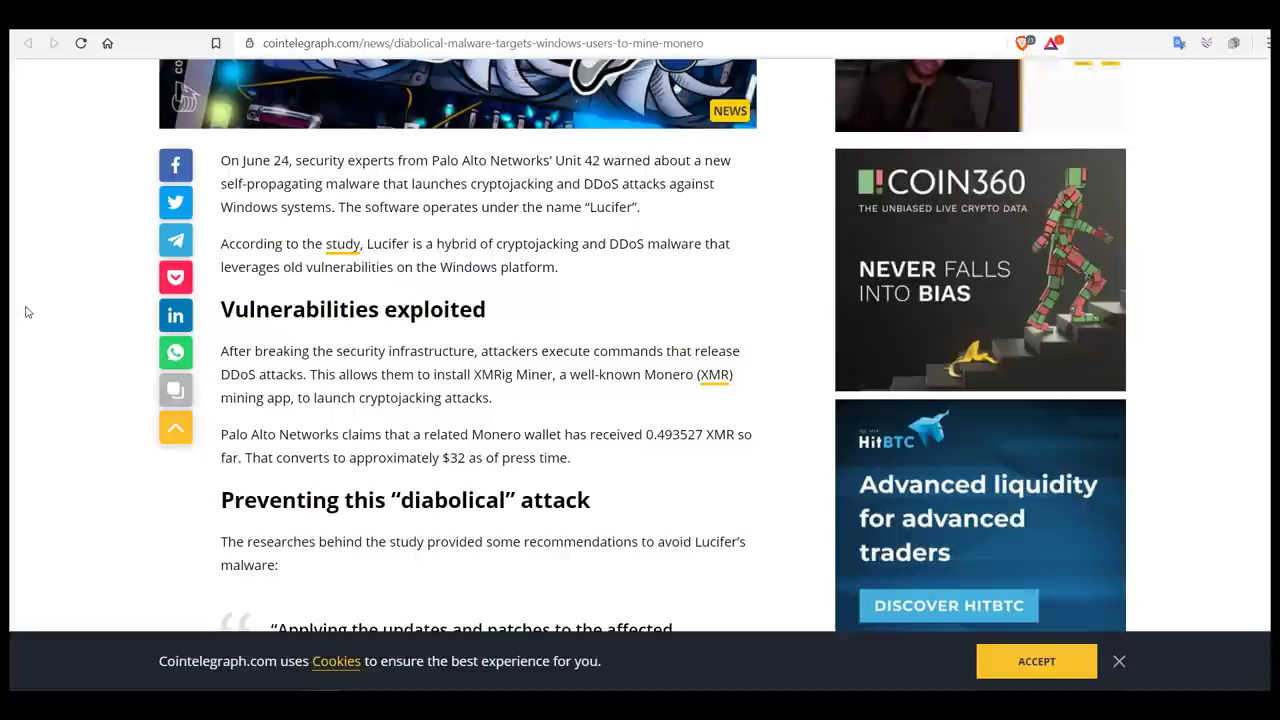 cointelegraph.com/news/diabolical-malware-targets-windows-users-to-mine-monero
NEWS
On June 24, security experts from Palo Alto Networks’ Unit 42 warned about a new
self-propagating malware that launches cryptojacking and DDoS attacks against
Windows systems. The software operates under the name “Lucifer”.
According to the study, Lucifer is a hybrid of cryptojacking and DDoS malware that
leverages old vulnerabilities on the Windows platform.
Vulnerabilities exploited
After breaking the security infrastructure, attackers execute commands that release
DDoS attacks. This allows them to install XMRig Miner, a well-known Monero (XMR)
mining app, to launch cryptojacking attacks.
Palo Alto Networks claims that a related Monero wallet has received 0.493527 XMR so
far. That converts to approximately $32 as of press time.
Preventing this “diabolical” attack
The researches behind the study provided some recommendations to avoid Lucifer’s
malware:
“Applying the updates and patches to the affected
COIN360
THE UNBIASED LIVE CRYPTO DATA
NEVER FALLS
INTO BIAS
HitBTC
Advanced liquidity
for advanced
traders
DISCOVER HITBTC
Cointelegraph.com uses Cookies to ensure the best experience for you.
ACCEPT